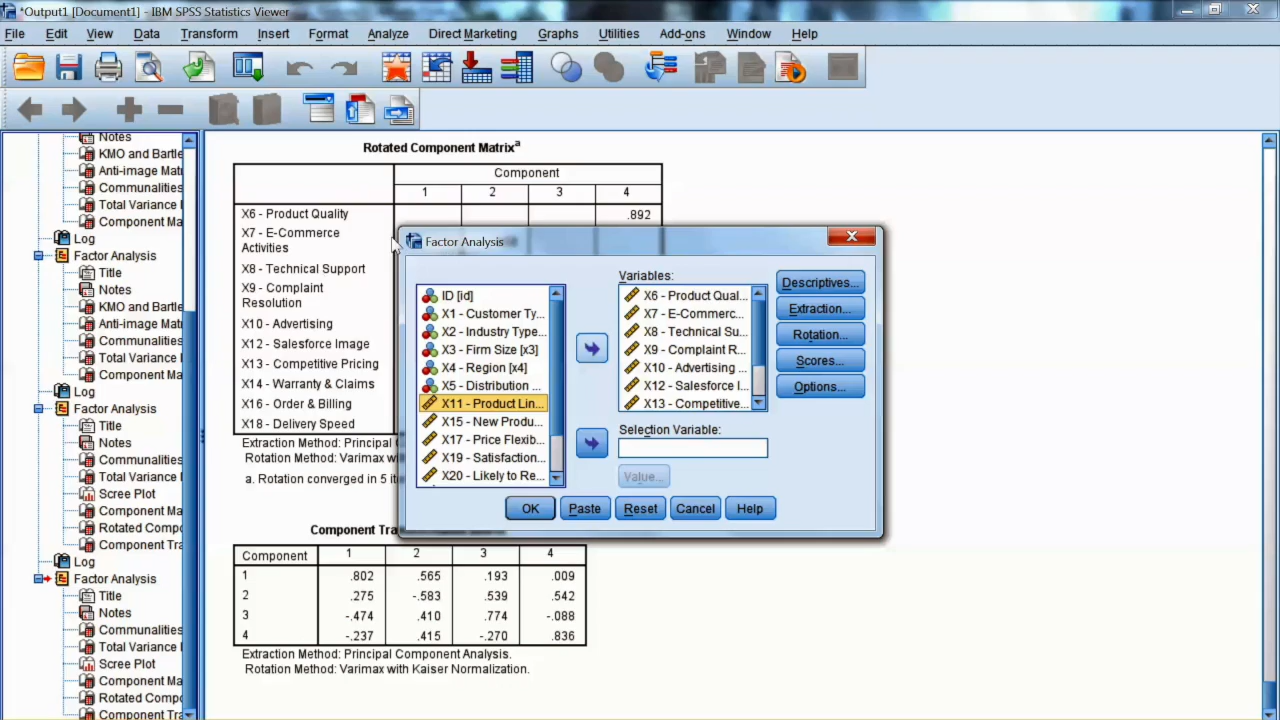 *Output1 [Document1] - IBM SPSS Statistics Viewer
File Edit View Data Transform Insert Format Analyze Direct Marketing Graphs Utilities Add-ons Window Help
Notes
KMO and Bartle
Anti-image Mat
Communalities
Total Variance
Component Ma
Log
Factor Analysis
Title
Notes
KMO and Bartle
Anti-image Mat
Communalities
Total Variance
Component Ma
Log
Factor Analysis
Title
Notes
Communalities
Total Variance
Scree Plot
Component Ma
Rotated Compo
Component Tra
Log
Factor Analysis
Title
Notes
Communalities
Total Variance
Scree Plot
Component Ma
Rotated Compo
Component Tra
Rotated Component Matrixa
Component
1 2 3 4
X6 - Product Quality .892
X7 - E-Commerce
Activities
X8 - Technical Support
X9 - Complaint
Resolution
X10 - Advertising
X12 - Salesforce Image
X13 - Competitive Pricing
X14 - Warranty & Claims
X16 - Order & Billing
X18 - Delivery Speed
Extraction Method: Princi
Rotation Method: Varimax w
a. Rotation converged in 5 it
Component Tra
Component 1 2 3 4
1 .802 .565 .193 .009
2 .275 -.583 .539 .542
3 -.474 .410 .774 -.088
4 -.237 .415 -.270 .836
Extraction Method: Principal Component Analysis.
Rotation Method: Varimax with Kaiser Normalization.
Factor Analysis
ID [id]
X1 - Customer Ty...
X2 - Industry Type...
X3 - Firm Size [x3]
X4 - Region [x4]
X5 - Distribution ...
X11 - Product Lin...
X15 - New Produ...
X17 - Price Flexib...
X19 - Satisfaction...
X20 - Likely to Re...
Variables:
X6 - Product Qual...
X7 - E-Commerc...
X8 - Technical Su...
X9 - Complaint R...
X10 - Advertising ...
X12 - Salesforce I...
X13 - Competitive...
Selection Variable:
Value...
Descriptives...
Extraction...
Rotation...
Scores...
Options...
OK Paste Reset Cancel Help